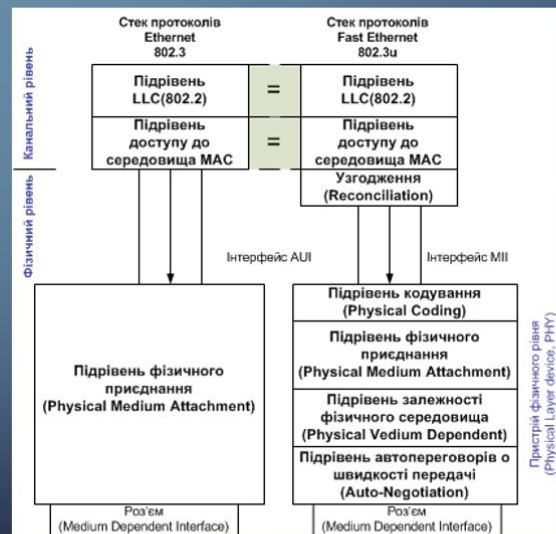 Стек протоколів
Ethernet
802.3
Стек протоколів
Fast Ethernet
802.3u
Канальний рівень
Підрівень
LLC(802.2)
=
Підрівень
LLC(802.2)
Підрівень
доступу до
середовища MAC
=
Підрівень
доступу до
середовища MAC
Фізичний рівень
Узгодження
(Reconciliation)
Інтерфейс AUI
Інтерфейс MII
Підрівень фізичного
приєднання
(Physical Medium Attachment)
Підрівень кодування
(Physical Coding)
Підрівень фізичного
приєднання
(Physical Medium Attachment)
Підрівень залежності
фізичного середовища
(Physical Vedium Dependent)
Підрівень автопереговорів о
швидкості передачі
(Auto-Negotiation)
Пристрій фізичного рівня
(Physical Layer device, PHY)
Роз'єм
(Medium Dependent Interface)
Роз'єм
(Medium Dependent Interface)